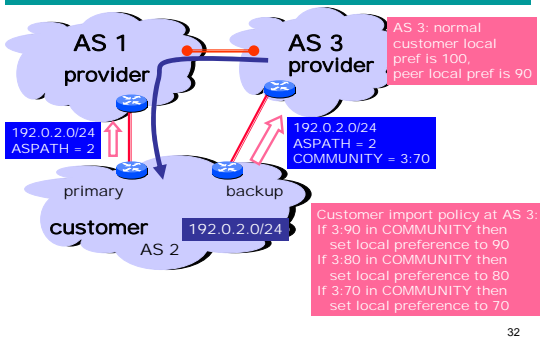 AS 1
provider
AS 3
provider
AS 3: normal
customer local
pref is 100,
peer local pref is 90
192.0.2.0/24
ASPATH = 2
192.0.2.0/24
ASPATH = 2
COMMUNITY = 3:70
primary
backup
customer
AS 2
192.0.2.0/24
Customer import policy at AS 3:
If 3:90 in COMMUNITY then
set local preference to 90
If 3:80 in COMMUNITY then
set local preference to 80
If 3:70 in COMMUNITY then
set local preference to 70
32